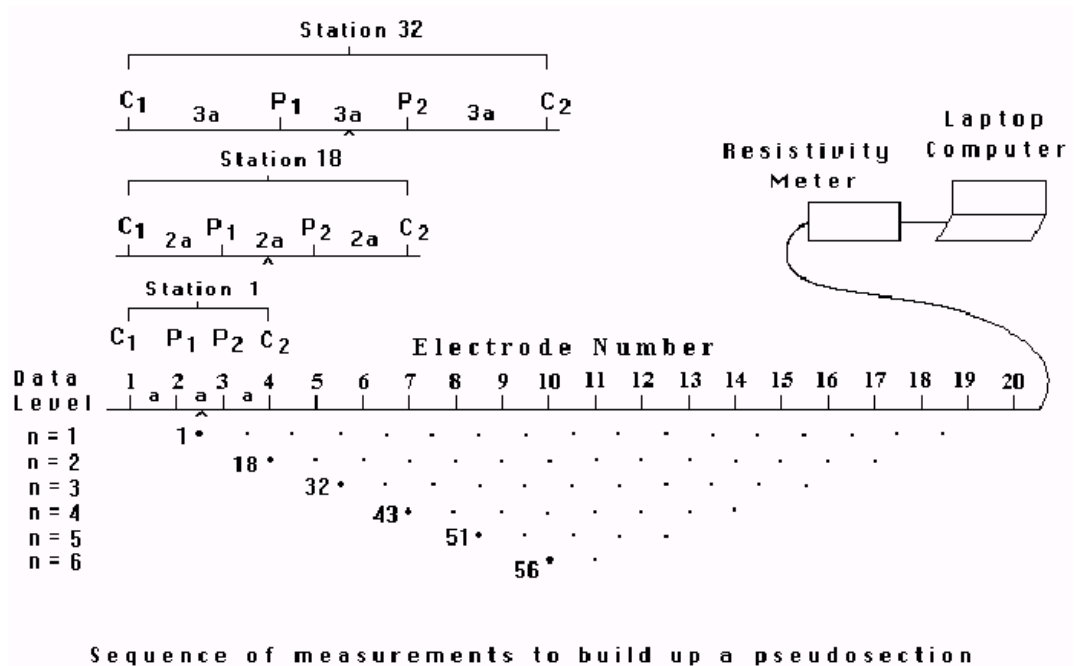 Station 32
C1 3a P1 3a P2 3a C2
Station 18
C1 2a P1 2a P2 2a C2
Station 1
C1 P1 P2 C2
Laptop
Computer
Resistivity
Meter
Electrode Number
Data
Level
1 2 3 4 5 6 7 8 9 10 11 12 13 14 15 16 17 18 19 20
a a a
n = 1 1
n = 2 18
n = 3 32
n = 4 43
n = 5 51
n = 6 56
Sequence of measurements to build up a pseudosection